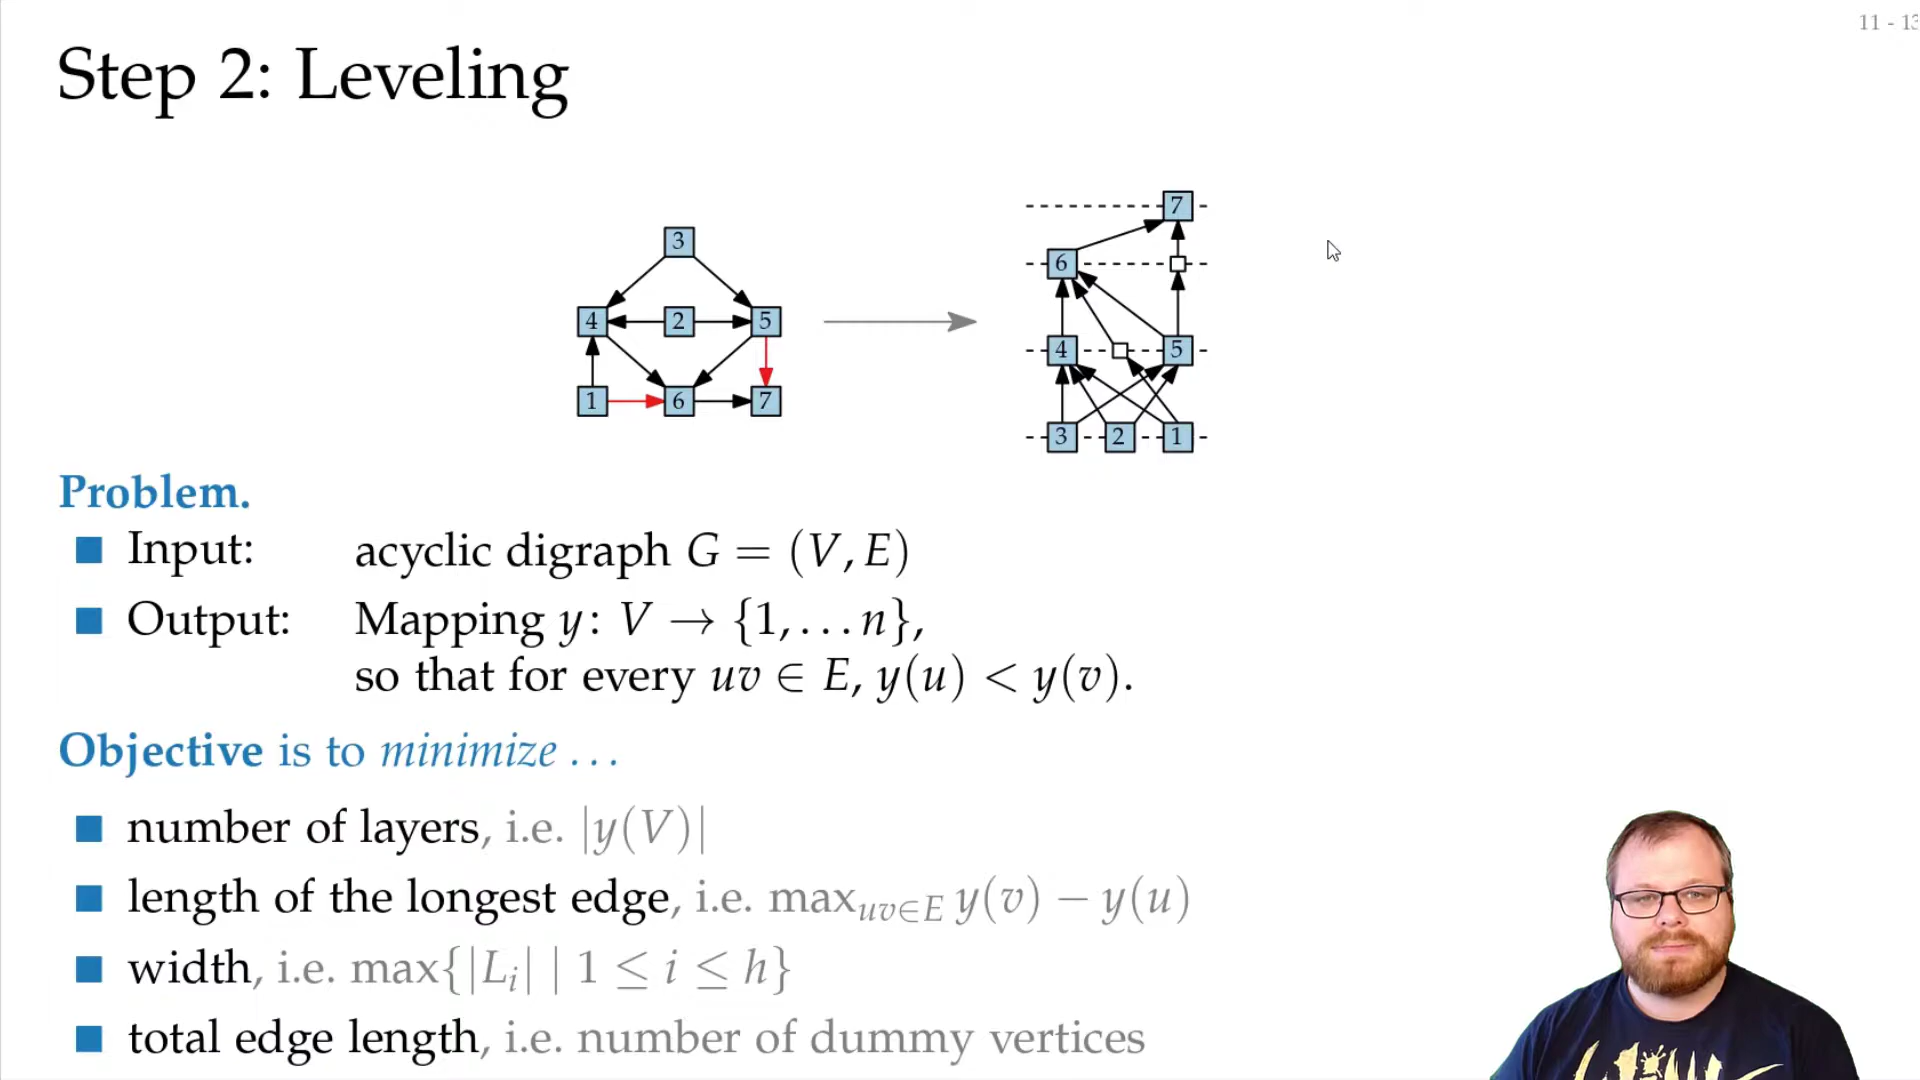 11 - 13
Step 2: Leveling
3
4 2 5
1 6 7
7
6
4 5
3 2 1
Problem.
Input: acyclic digraph G = (V, E)
Output: Mapping y: V → {1, . . . n},
so that for every uv ∈ E, y(u) < y(v).
Objective is to minimize . . .
number of layers, i.e. |y(V)|
length of the longest edge, i.e. max_{uv∈E} y(v) − y(u)
width, i.e. max{|L_i| | 1 ≤ i ≤ h}
total edge length, i.e. number of dummy vertices